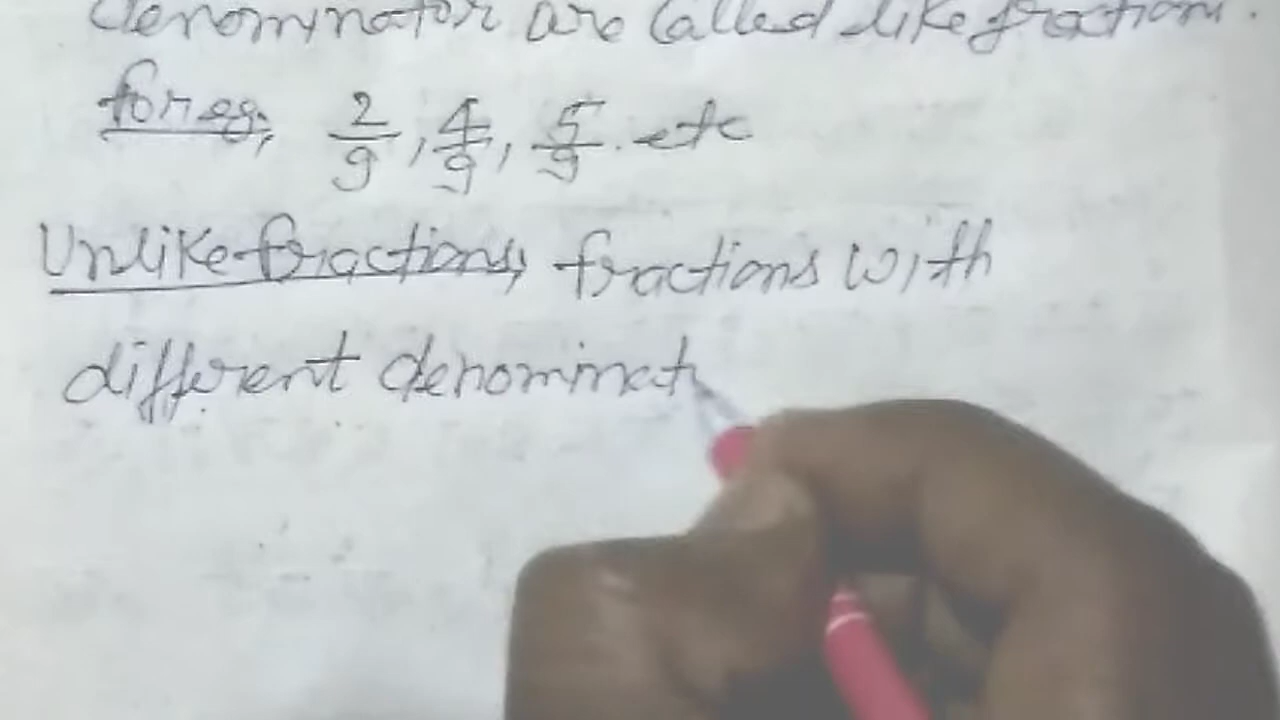 Denominator are called like fractions.
for eg, 2/9, 4/9, 5/9. etc
Unlike fractions, fractions with
different denominat